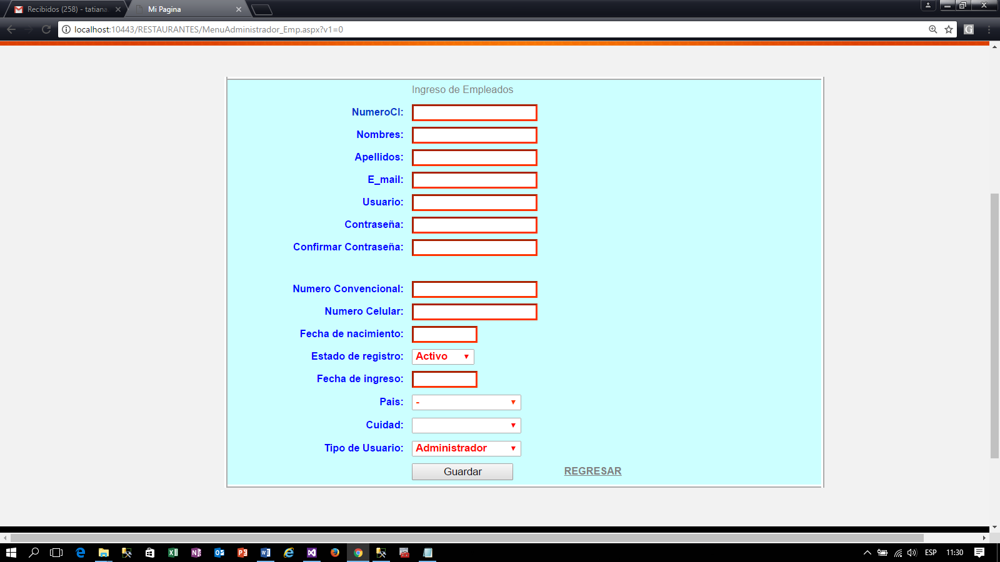 Recibidos (258) - tatiana.
Mi Pagina
localhost:10443/RESTAURANTES/MenuAdministrador_Emp.aspx?v1=0
Ingreso de Empleados
NumeroCI:
Nombres:
Apellidos:
E_mail:
Usuario:
Contraseña:
Confirmar Contraseña:
Numero Convencional:
Numero Celular:
Fecha de nacimiento:
Estado de registro: Activo
Fecha de ingreso:
Pais: -
Cuidad:
Tipo de Usuario: Administrador
Guardar REGRESAR
ESP 11:30